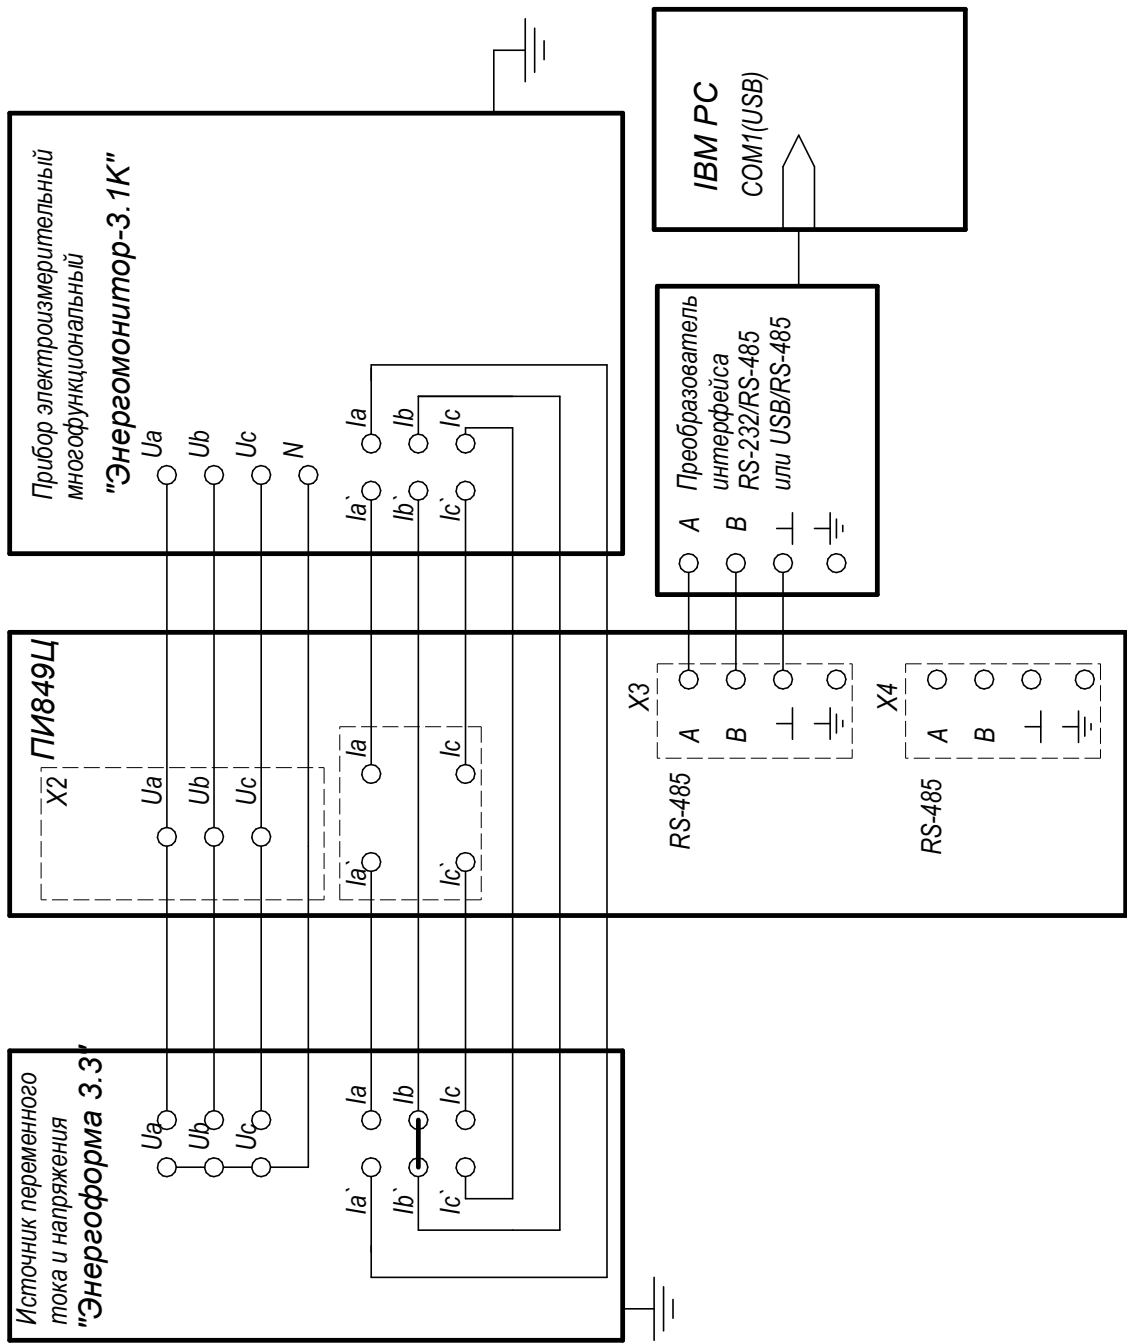 Источник переменного
тока и напряжения
"Энергоформа 3.3"
Ua
Ub
Uc
Ia`
Ia
Ib`
Ib
Ic`
Ic
ПИ849Ц
X2
Ua
Ub
Uc
Ia`
Ia
Ic`
Ic
RS-485
X3
A
B
RS-485
X4
A
B
Прибор электроизмерительный
многофункциональный
"Энергомонитор-3.1К"
Ua
Ub
Uc
N
Ia`
Ia
Ib`
Ib
Ic`
Ic
A
B
Преобразователь
интерфейса
RS-232/RS-485
или USB/RS-485
IBM PC
COM1(USB)